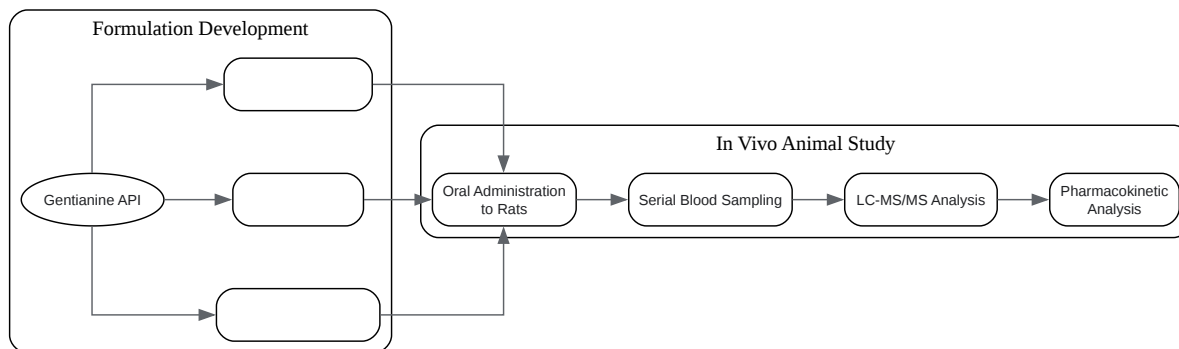 Formulation Development
In Vivo Animal Study
Gentianine API
Oral Administration
to Rats
Serial Blood Sampling
LC-MS/MS Analysis
Pharmacokinetic
Analysis